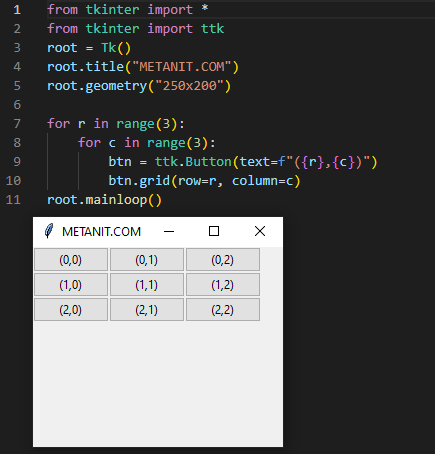 1 from tkinter import *
2 from tkinter import ttk
3 root = Tk()
4 root.title("METANIT.COM")
5 root.geometry("250x200")
6
7 for r in range(3):
8     for c in range(3):
9         btn = ttk.Button(text=f"({r},{c})")
10         btn.grid(row=r, column=c)
11 root.mainloop()
METANIT.COM
(0,0) (0,1) (0,2)
(1,0) (1,1) (1,2)
(2,0) (2,1) (2,2)